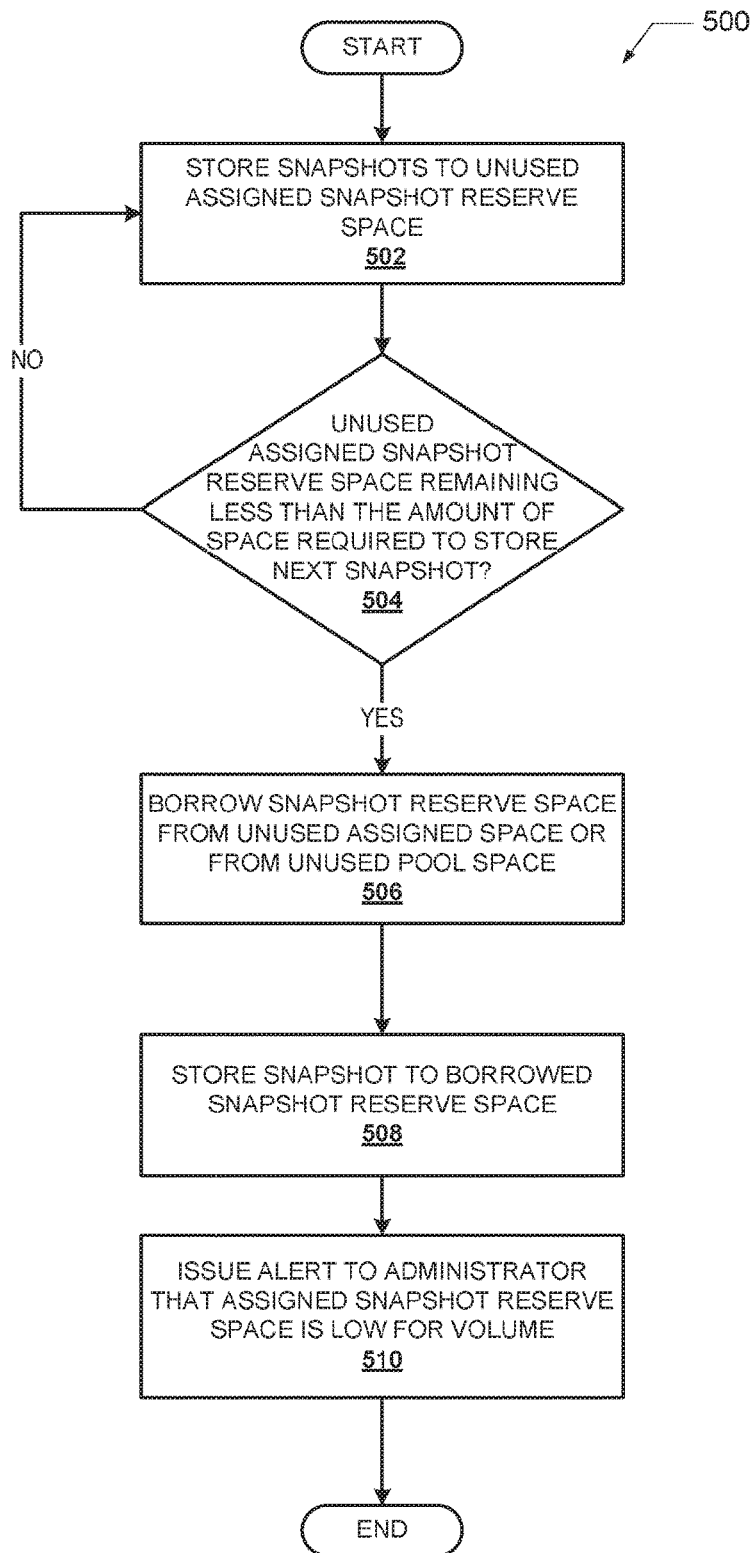 500
START
STORE SNAPSHOTS TO UNUSED
ASSIGNED SNAPSHOT RESERVE
SPACE
502
NO
UNUSED
ASSIGNED SNAPSHOT
RESERVE SPACE REMAINING
LESS THAN THE AMOUNT OF
SPACE REQUIRED TO STORE
NEXT SNAPSHOT?
504
YES
BORROW SNAPSHOT RESERVE SPACE
FROM UNUSED ASSIGNED SPACE OR
FROM UNUSED POOL SPACE
506
STORE SNAPSHOT TO BORROWED
SNAPSHOT RESERVE SPACE
508
ISSUE ALERT TO ADMINISTRATOR
THAT ASSIGNED SNAPSHOT RESERVE
SPACE IS LOW FOR VOLUME
510
END